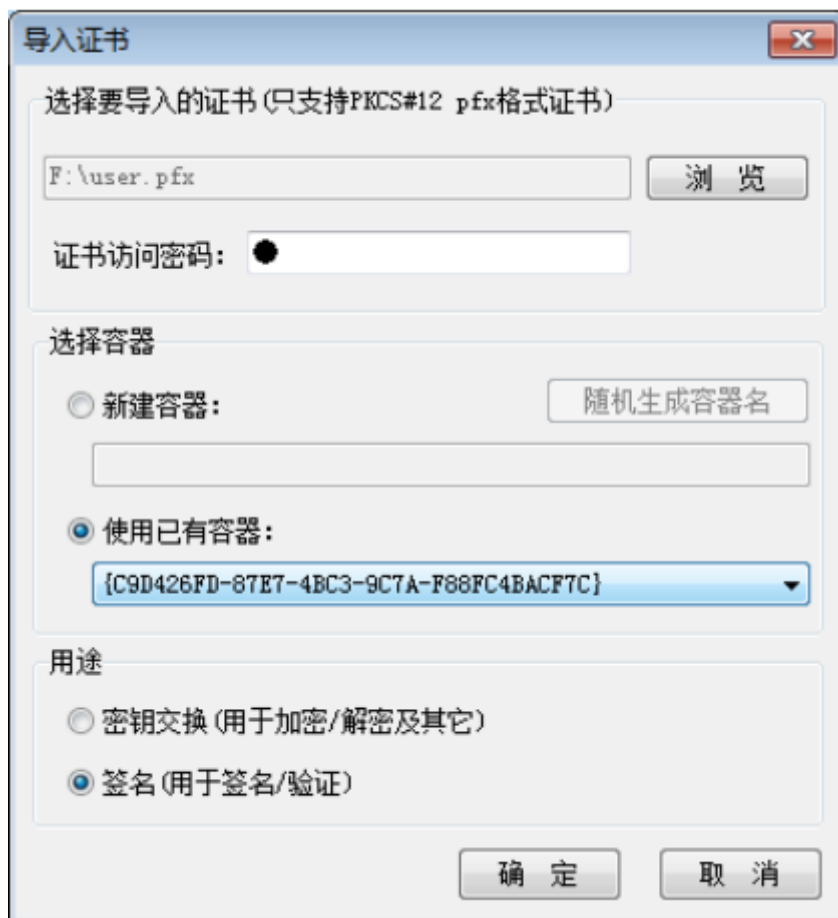 导入证书
选择要导入的证书(只支持PKCS#12 pfx格式证书)
F:\user.pfx
浏 览
证书访问密码:
选择容器
新建容器:
随机生成容器名
使用已有容器:
{C9D426FD-87E7-4BC3-9C7A-F88FC4BACF7C}
用途
密钥交换(用于加密/解密及其它)
签名(用于签名/验证)
确 定
取 消